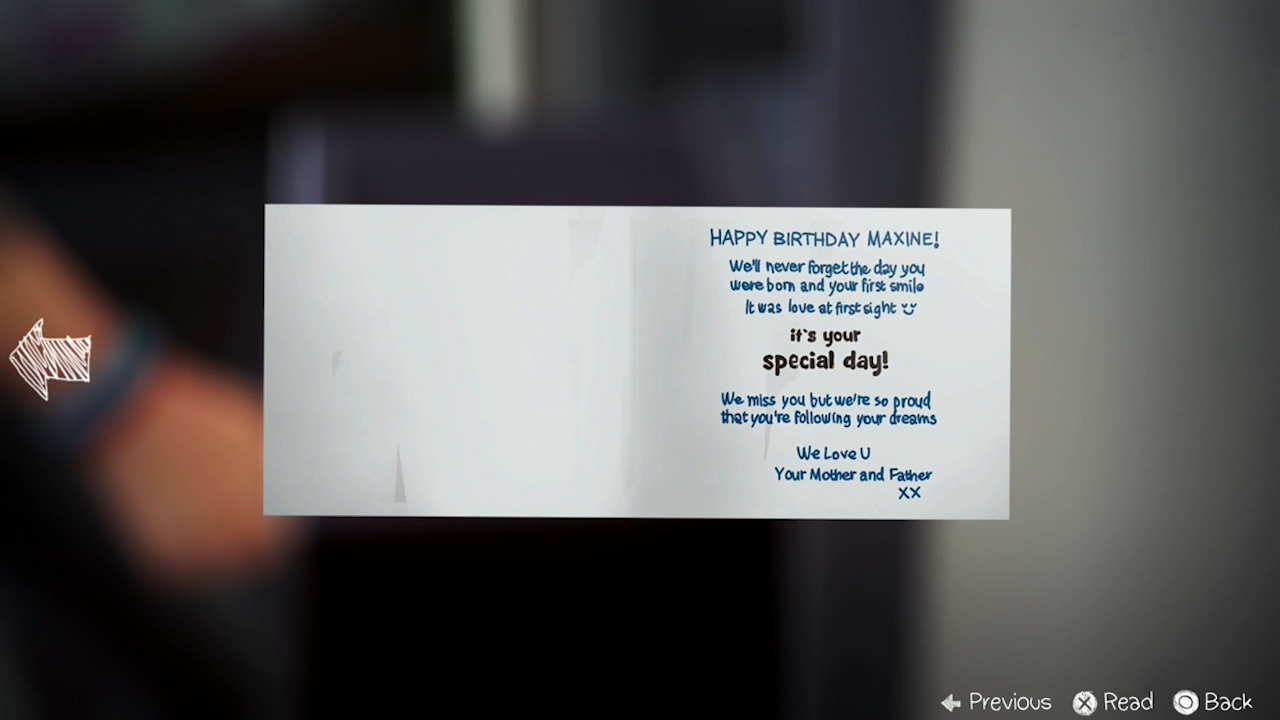 HAPPY BIRTHDAY MAXINE!
We'll never forget the day you
were born and your first smile
It was love at first sight
it's your
special day!
We miss you but we're so proud
that you're following your dreams
We Love U
Your Mother and Father
XX
Previous
Read
Back